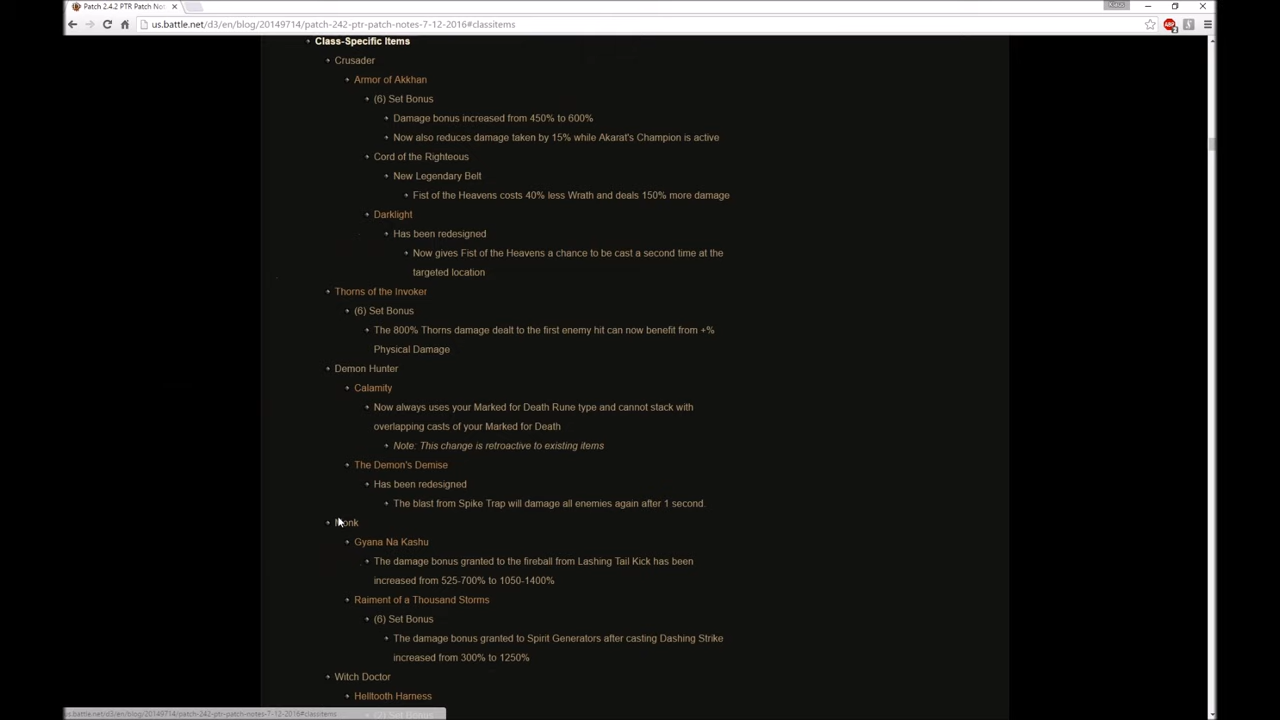 Patch 2.4.2 PTR Patch Not
us.battle.net/d3/en/blog/20149714/patch-242-ptr-patch-notes-7-12-2016#classitems
Class-Specific Items
Crusader
Armor of Akkhan
(6) Set Bonus
Damage bonus increased from 450% to 600%
Now also reduces damage taken by 15% while Akarat's Champion is active
Cord of the Righteous
New Legendary Belt
Fist of the Heavens costs 40% less Wrath and deals 150% more damage
Darklight
Has been redesigned
Now gives Fist of the Heavens a chance to be cast a second time at the
targeted location
Thorns of the Invoker
(6) Set Bonus
The 800% Thorns damage dealt to the first enemy hit can now benefit from +%
Physical Damage
Demon Hunter
Calamity
Now always uses your Marked for Death Rune type and cannot stack with
overlapping casts of your Marked for Death
Note: This change is retroactive to existing items
The Demon's Demise
Has been redesigned
The blast from Spike Trap will damage all enemies again after 1 second.
Monk
Gyana Na Kashu
The damage bonus granted to the fireball from Lashing Tail Kick has been
increased from 525-700% to 1050-1400%
Raiment of a Thousand Storms
(6) Set Bonus
The damage bonus granted to Spirit Generators after casting Dashing Strike
increased from 300% to 1250%
Witch Doctor
Helltooth Harness
(2) Set Bonus
us.battle.net/d3/en/blog/20149714/patch-242-ptr-patch-notes-7-12-2016#classitems